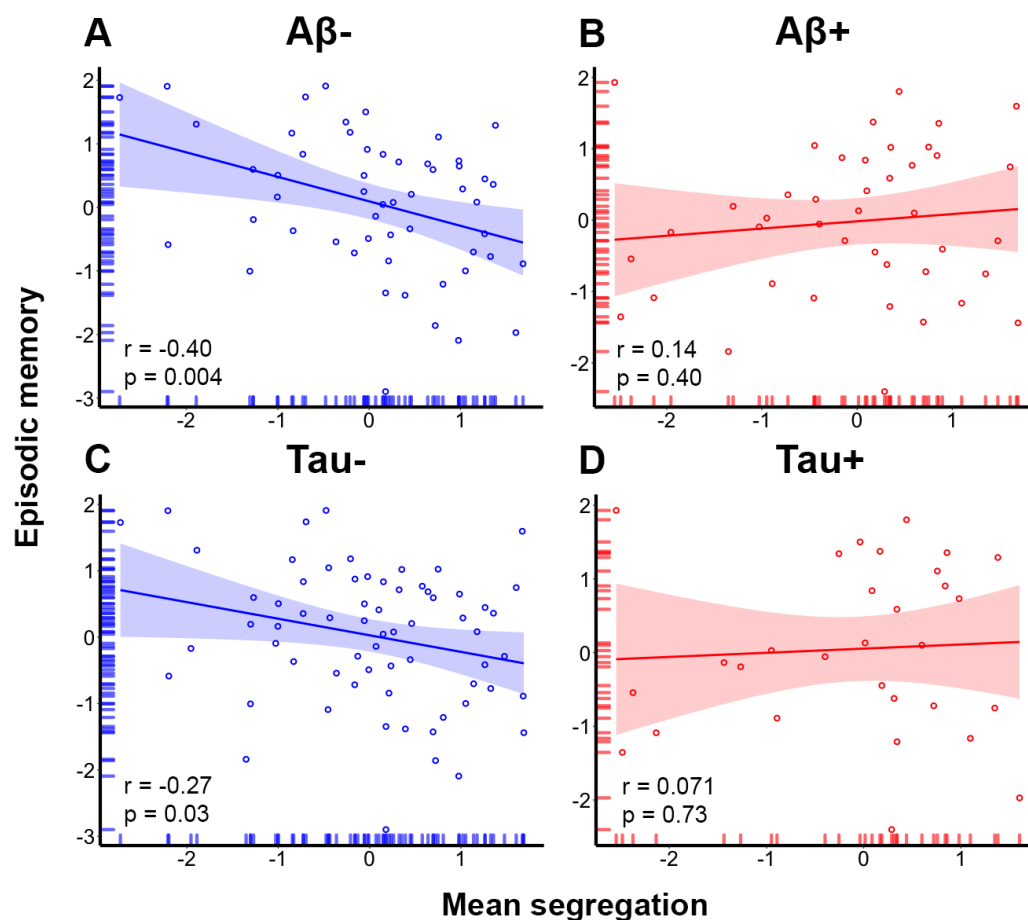 A
Aβ-
B
Aβ+
2
1
0
-1
-2
-3
r = -0.40
p = 0.004
-2
-1
0
1
2
1
0
-1
-2
r = 0.14
p = 0.40
-2
-1
0
1
C
Tau-
D
Tau+
2
1
0
-1
-2
-3
r = -0.27
p = 0.03
-2
-1
0
1
2
1
0
-1
-2
r = 0.071
p = 0.73
-2
-1
0
1
Episodic memory
Mean segregation